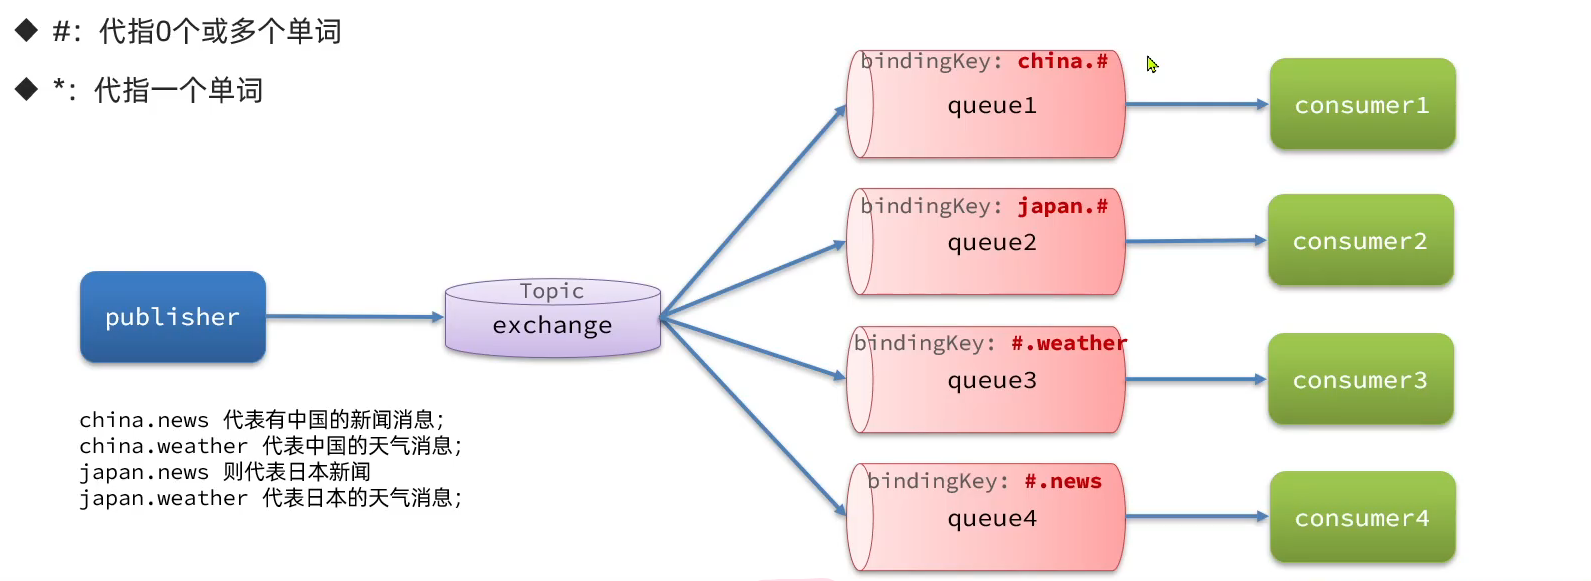 ◆ #：代指0个或多个单词
◆ *：代指一个单词
bindingKey: china.#
queue1
consumer1
bindingKey: japan.#
queue2
consumer2
publisher
Topic
exchange
bindingKey: #.weather
queue3
consumer3
china.news 代表有中国的新闻消息;
china.weather 代表中国的天气消息;
japan.news 则代表日本新闻
japan.weather 代表日本的天气消息;
bindingKey: #.news
queue4
consumer4